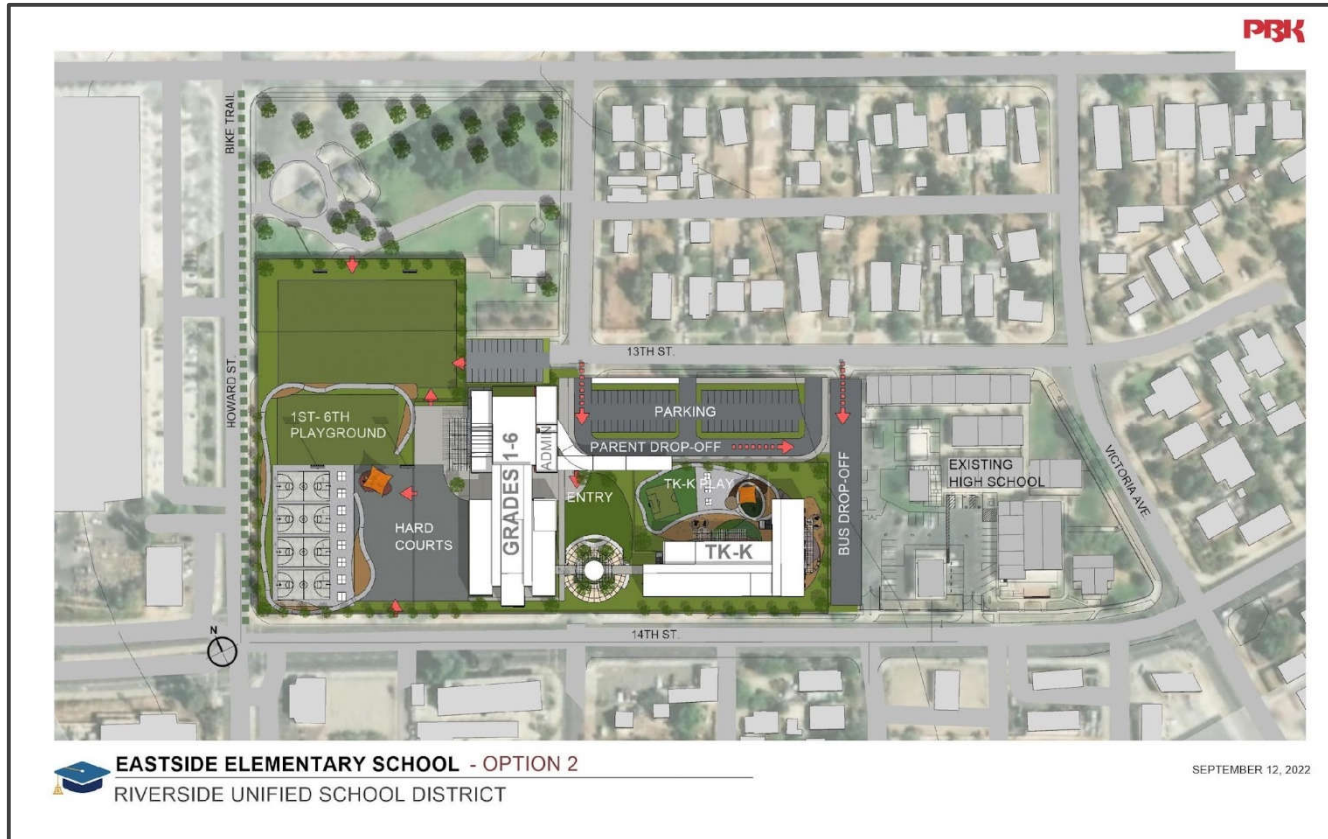 PBK
BIKE TRAIL
HOWARD ST.
13TH ST.
1ST- 6TH
PLAYGROUND
PARKING
PARENT DROP-OFF
ADMIN
GRADES 1-6
ENTRY
TK-K PLAY
HARD
COURTS
TK-K
BUS DROP-OFF
EXISTING
HIGH SCHOOL
VICTORIA AVE.
14TH ST.
N
EASTSIDE ELEMENTARY SCHOOL - OPTION 2
RIVERSIDE UNIFIED SCHOOL DISTRICT
SEPTEMBER 12, 2022